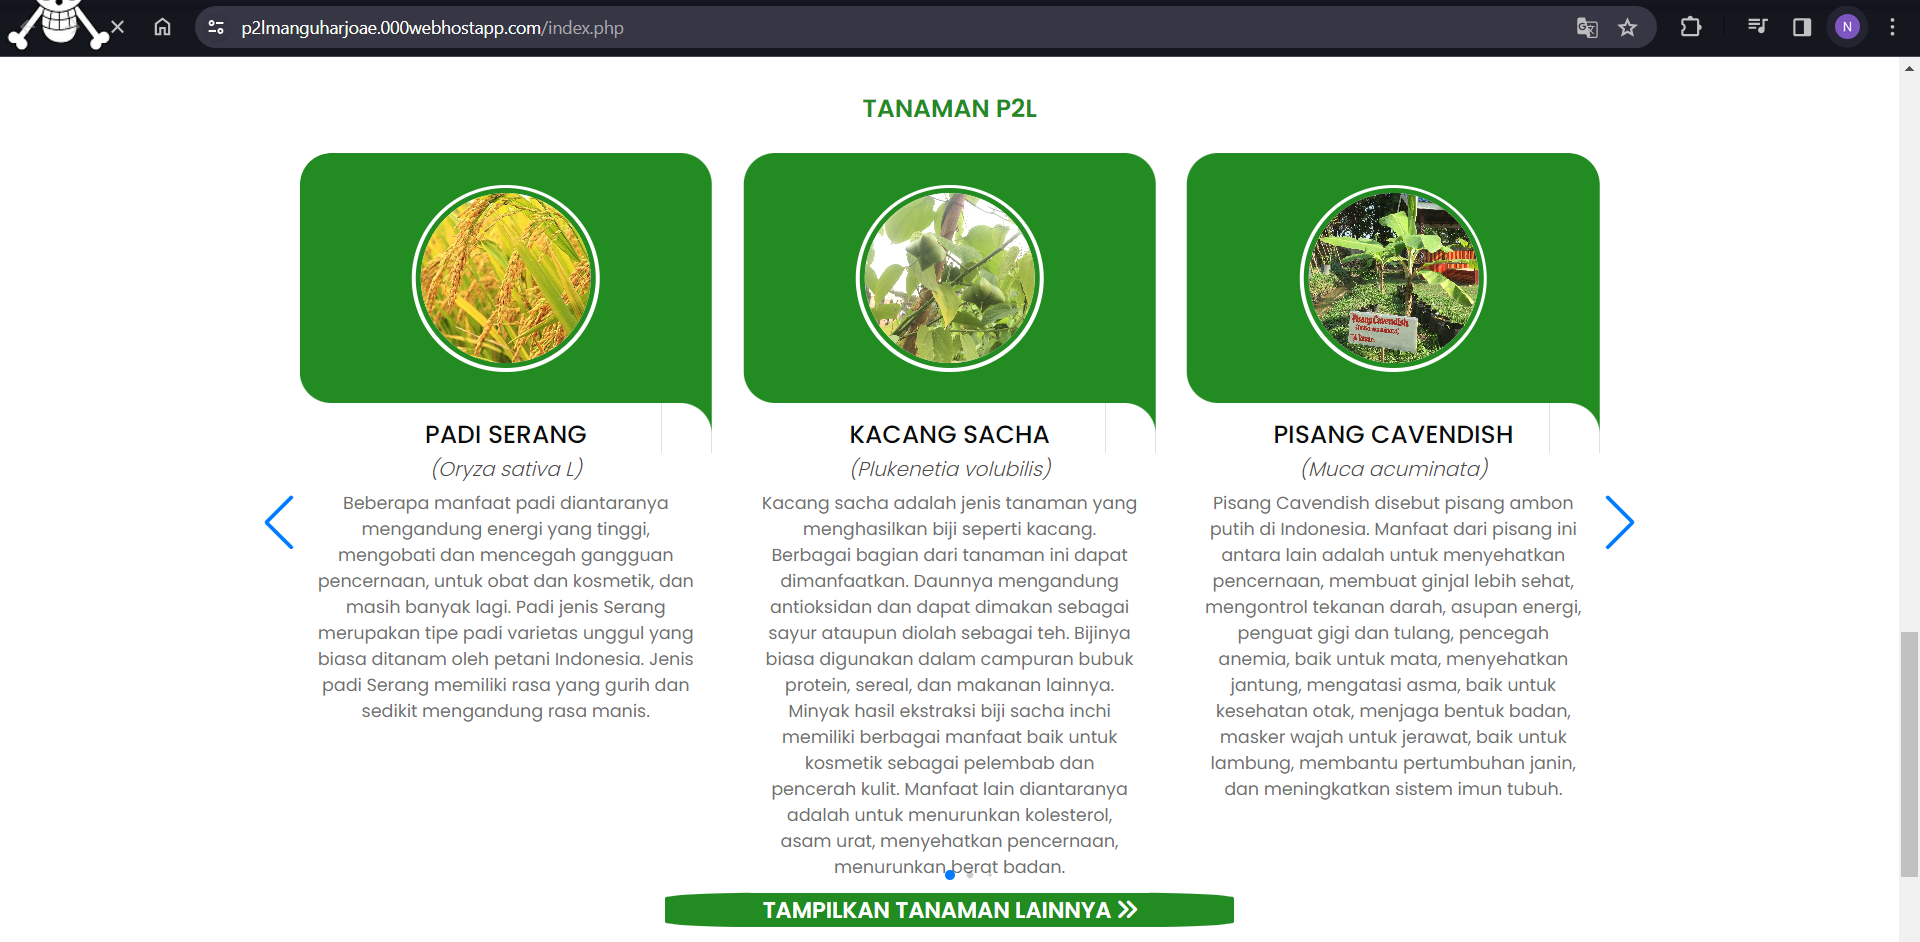 p2lmanguharjoae.000webhostapp.com/index.php
N
TANAMAN P2L
Pisang Cavendish
PADI SERANG
(Oryza sativa L)
Beberapa manfaat padi diantaranya
mengandung energi yang tinggi,
mengobati dan mencegah gangguan
pencernaan, untuk obat dan kosmetik, dan
masih banyak lagi. Padi jenis Serang
merupakan tipe padi varietas unggul yang
biasa ditanam oleh petani Indonesia. Jenis
padi Serang memiliki rasa yang gurih dan
sedikit mengandung rasa manis.
KACANG SACHA
(Plukenetia volubilis)
Kacang sacha adalah jenis tanaman yang
menghasilkan biji seperti kacang.
Berbagai bagian dari tanaman ini dapat
dimanfaatkan. Daunnya mengandung
antioksidan dan dapat dimakan sebagai
sayur ataupun diolah sebagai teh. Bijinya
biasa digunakan dalam campuran bubuk
protein, sereal, dan makanan lainnya.
Minyak hasil ekstraksi biji sacha inchi
memiliki berbagai manfaat baik untuk
kosmetik sebagai pelembab dan
pencerah kulit. Manfaat lain diantaranya
adalah untuk menurunkan kolesterol,
asam urat, menyehatkan pencernaan,
menurunkan berat badan.
PISANG CAVENDISH
(Muca acuminata)
Pisang Cavendish disebut pisang ambon
putih di Indonesia. Manfaat dari pisang ini
antara lain adalah untuk menyehatkan
pencernaan, membuat ginjal lebih sehat,
mengontrol tekanan darah, asupan energi,
penguat gigi dan tulang, pencegah
anemia, baik untuk mata, menyehatkan
jantung, mengatasi asma, baik untuk
kesehatan otak, menjaga bentuk badan,
masker wajah untuk jerawat, baik untuk
lambung, membantu pertumbuhan janin,
dan meningkatkan sistem imun tubuh.
TAMPILKAN TANAMAN LAINNYA